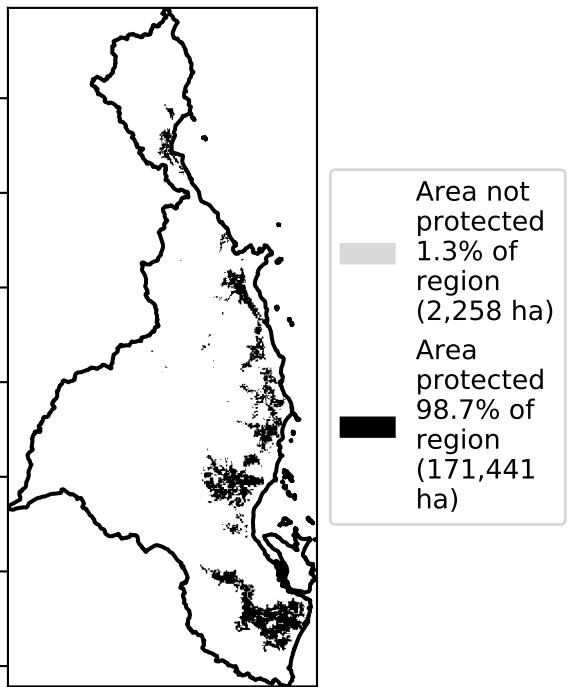 Area not
protected
1.3% of
region
(2,258 ha)
Area
protected
98.7% of
region
(171,441
ha)